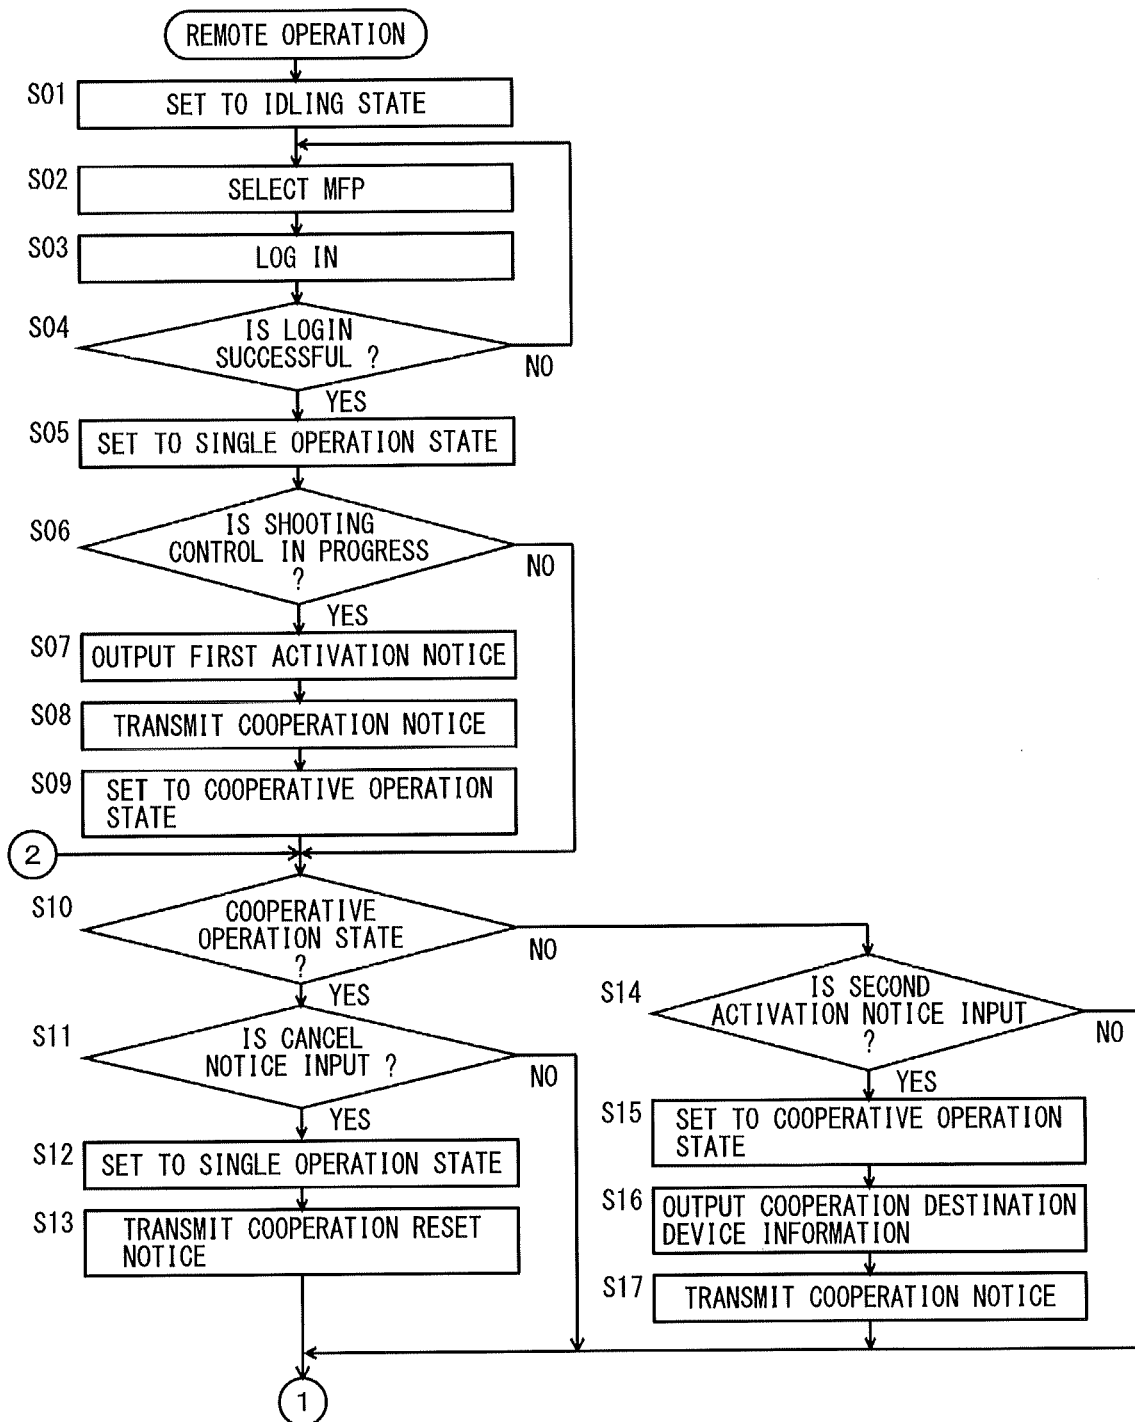 REMOTE OPERATION
S01
SET TO IDLING STATE
S02
SELECT MFP
S03
LOG IN
S04
IS LOGIN
SUCCESSFUL ?
NO
YES
S05
SET TO SINGLE OPERATION STATE
S06
IS SHOOTING
CONTROL IN PROGRESS
?
NO
YES
S07
OUTPUT FIRST ACTIVATION NOTICE
S08
TRANSMIT COOPERATION NOTICE
S09
SET TO COOPERATIVE OPERATION
STATE
2
S10
COOPERATIVE
OPERATION STATE
?
NO
YES
S11
IS CANCEL
NOTICE INPUT ?
NO
YES
S12
SET TO SINGLE OPERATION STATE
S13
TRANSMIT COOPERATION RESET
NOTICE
S14
IS SECOND
ACTIVATION NOTICE INPUT
?
NO
YES
S15
SET TO COOPERATIVE OPERATION
STATE
S16
OUTPUT COOPERATION DESTINATION
DEVICE INFORMATION
S17
TRANSMIT COOPERATION NOTICE
1